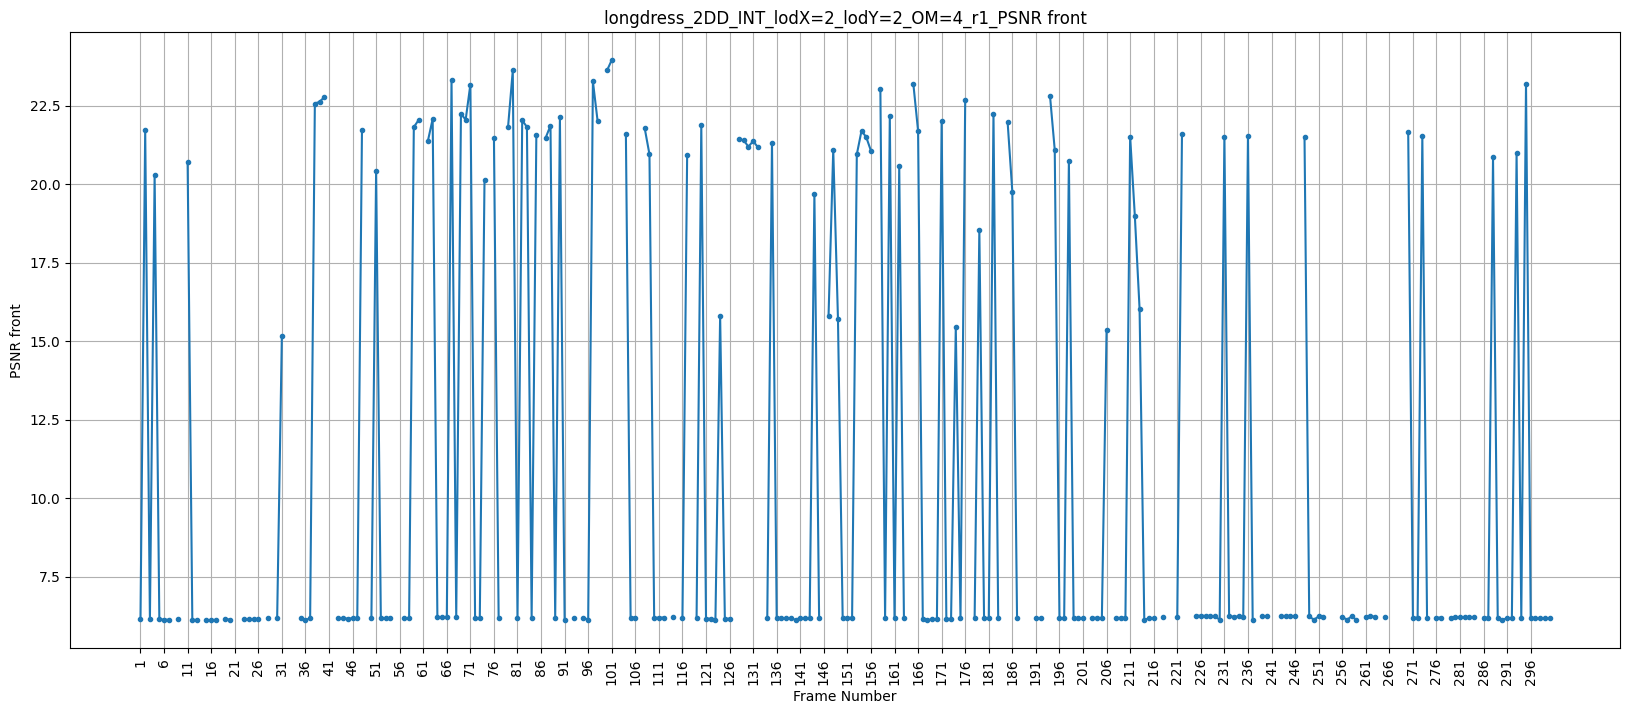 longdress_2DD_INT_lodX=2_lodY=2_OM=4_r1_PSNR front
PSNR front
22.5
20.0
17.5
15.0
12.5
10.0
7.5
1 6 11 16 21 26 31 36 41 46 51 56 61 66 71 76 81 86 91 96 101 106 111 116 121 126 131 136 141 146 151 156 161 166 171 176 181 186 191 196 201 206 211 216 221 226 231 236 241 246 251 256 261 266 271 276 281 286 291 296
Frame Number